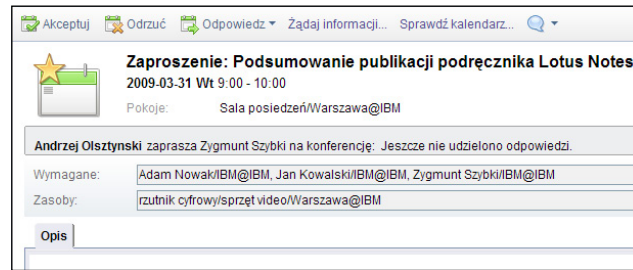 Akceptuj Odrzuć Odpowiedz Żądaj informacji... Sprawdź kalendarz...
Zaproszenie: Podsumowanie publikacji podręcznika Lotus Notes
2009-03-31 Wt 9:00 - 10:00
Pokoje: Sala posiedzeń/Warszawa@IBM
Andrzej Olsztynski zaprasza Zygmunt Szybki na konferencję: Jeszcze nie udzielono odpowiedzi.
Wymagane: Adam Nowak/IBM@IBM, Jan Kowalski/IBM@IBM, Zygmunt Szybki/IBM@IBM
Zasoby: rzutnik cyfrowy/sprzęt video/Warszawa@IBM
Opis